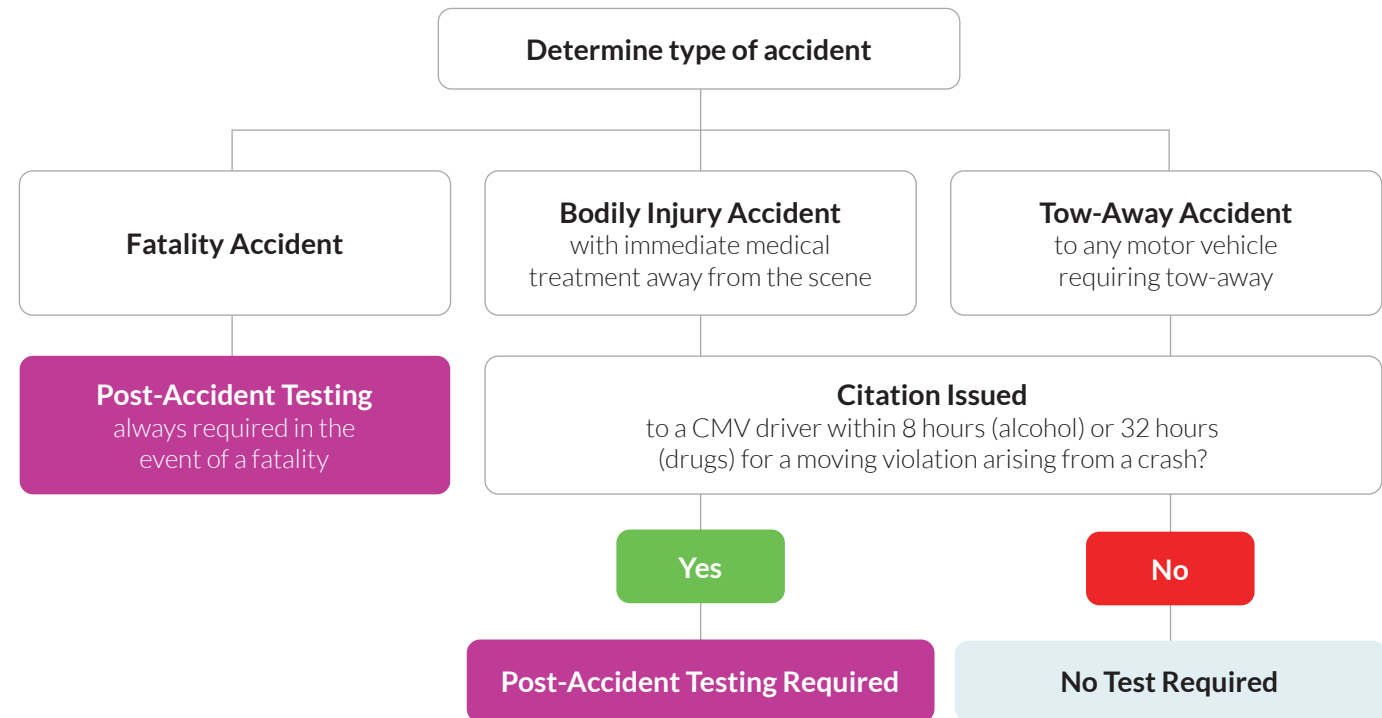 Determine type of accident
Fatality Accident
Bodily Injury Accident
with immediate medical
treatment away from the scene
Tow-Away Accident
to any motor vehicle
requiring tow-away
Post-Accident Testing
always required in the
event of a fatality
Citation Issued
to a CMV driver within 8 hours (alcohol) or 32 hours
(drugs) for a moving violation arising from a crash?
Yes
No
Post-Accident Testing Required
No Test Required